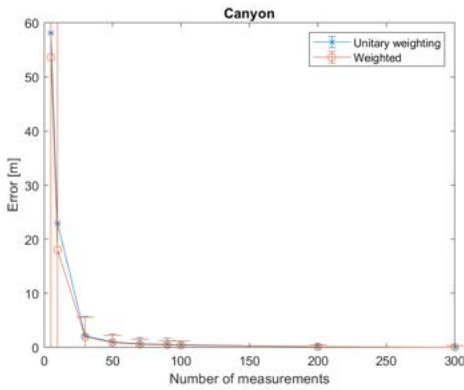 Canyon
Unitary weighting
Weighted
Error [m]
60
50
40
30
20
10
0
0 50 100 150 200 250 300
Number of measurements